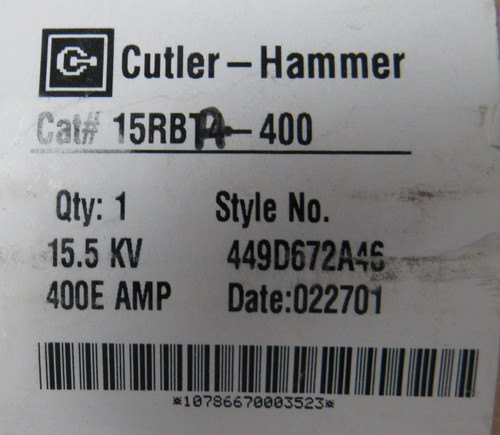 Cutler-Hammer
Cat# 15RBTA-400
Qty: 1 Style No.
15.5 KV 449D672A46
400E AMP Date:022701
*10786670003523*